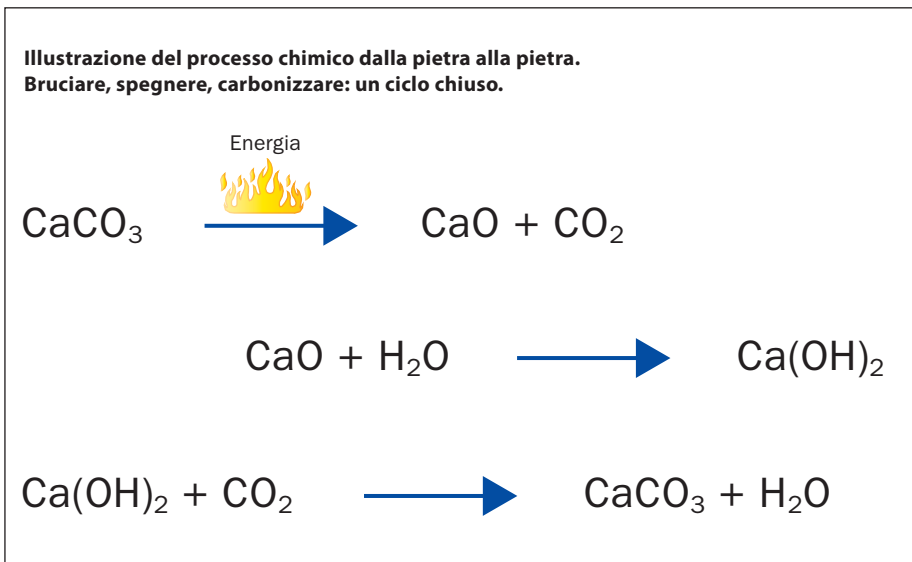 Illustrazione del processo chimico dalla pietra alla pietra.
Bruciare, spegnere, carbonizzare: un ciclo chiuso.
Energia
CaCO₃ CaO + CO₂
CaO + H₂O Ca(OH)₂
Ca(OH)₂ + CO₂ CaCO₃ + H₂O